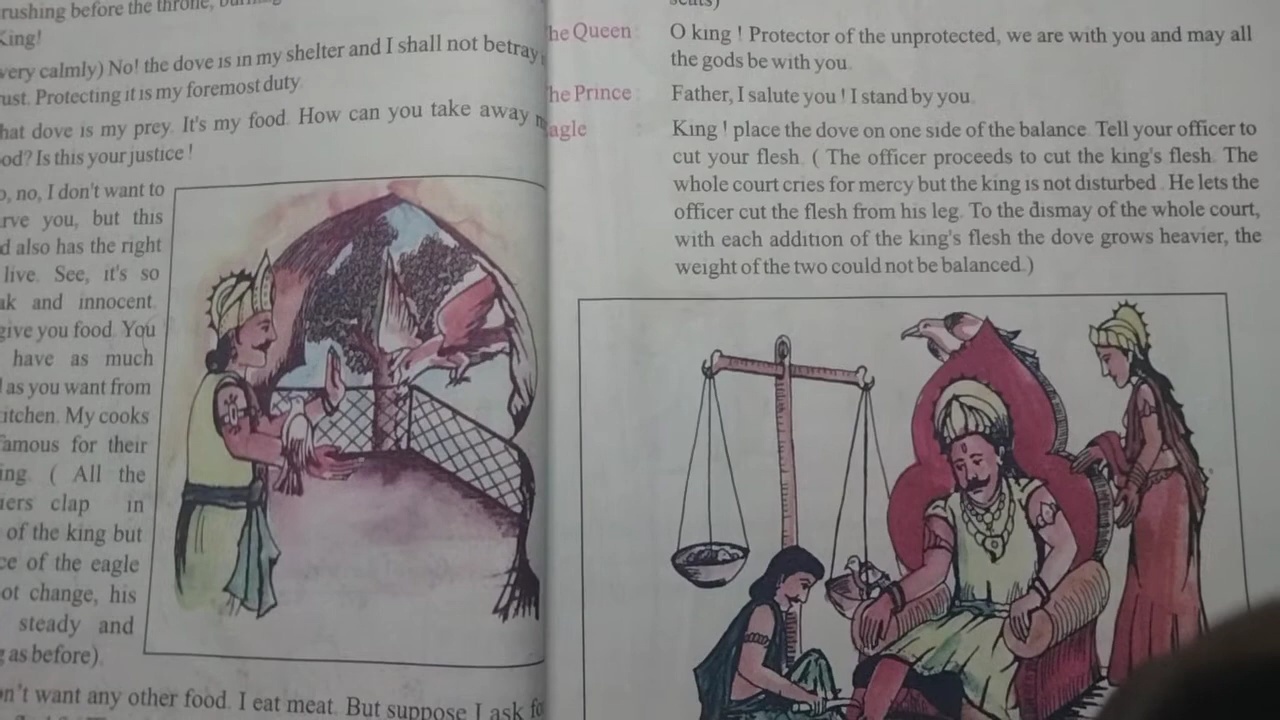 rushing before the throne,
King!
very calmly) No! the dove is in my shelter and I shall not betray
ust. Protecting it is my foremost duty
hat dove is my prey. It's my food. How can you take away m
od? Is this your justice !
o, no, I don't want to
rve you, but this
d also has the right
live. See, it's so
ak and innocent.
give you food. You
have as much
as you want from
itchen. My cooks
famous for their
ing. ( All the
iers clap in
of the king but
ce of the eagle
ot change, his
steady and
g as before).
n't want any other food. I eat meat. But suppose I ask fo
seats)
he Queen O king ! Protector of the unprotected, we are with you and may all
the gods be with you.
he Prince Father, I salute you ! I stand by you.
agle King ! place the dove on one side of the balance. Tell your officer to
cut your flesh. ( The officer proceeds to cut the king's flesh. The
whole court cries for mercy but the king is not disturbed. He lets the
officer cut the flesh from his leg. To the dismay of the whole court,
with each addition of the king's flesh the dove grows heavier, the
weight of the two could not be balanced.)